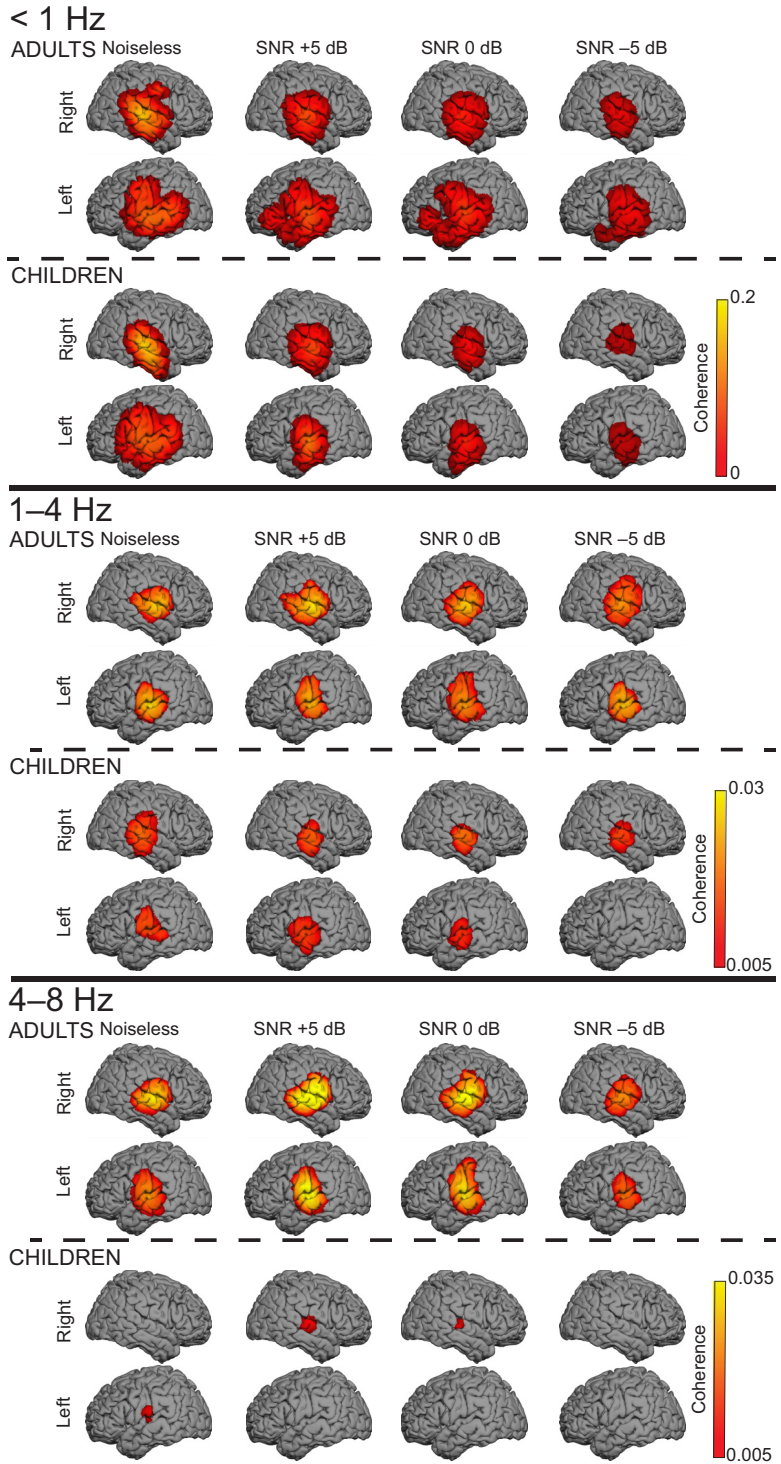 < 1 Hz
ADULTS Noiseless SNR +5 dB SNR 0 dB SNR –5 dB
Right
Left
CHILDREN
Right
Left
0.2
Coherence
0
1–4 Hz
ADULTS Noiseless SNR +5 dB SNR 0 dB SNR –5 dB
Right
Left
CHILDREN
Right
Left
0.03
Coherence
0.005
4–8 Hz
ADULTS Noiseless SNR +5 dB SNR 0 dB SNR –5 dB
Right
Left
CHILDREN
Right
Left
0.035
Coherence
0.005